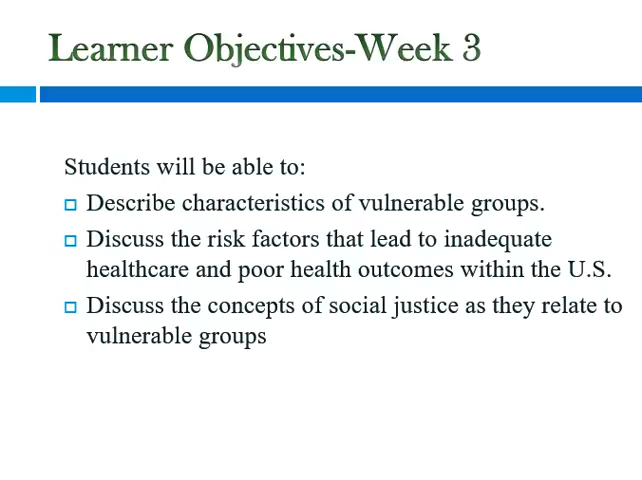 Learner Objectives-Week 3
Students will be able to:
Describe characteristics of vulnerable groups.
Discuss the risk factors that lead to inadequate
healthcare and poor health outcomes within the U.S.
Discuss the concepts of social justice as they relate to
vulnerable groups